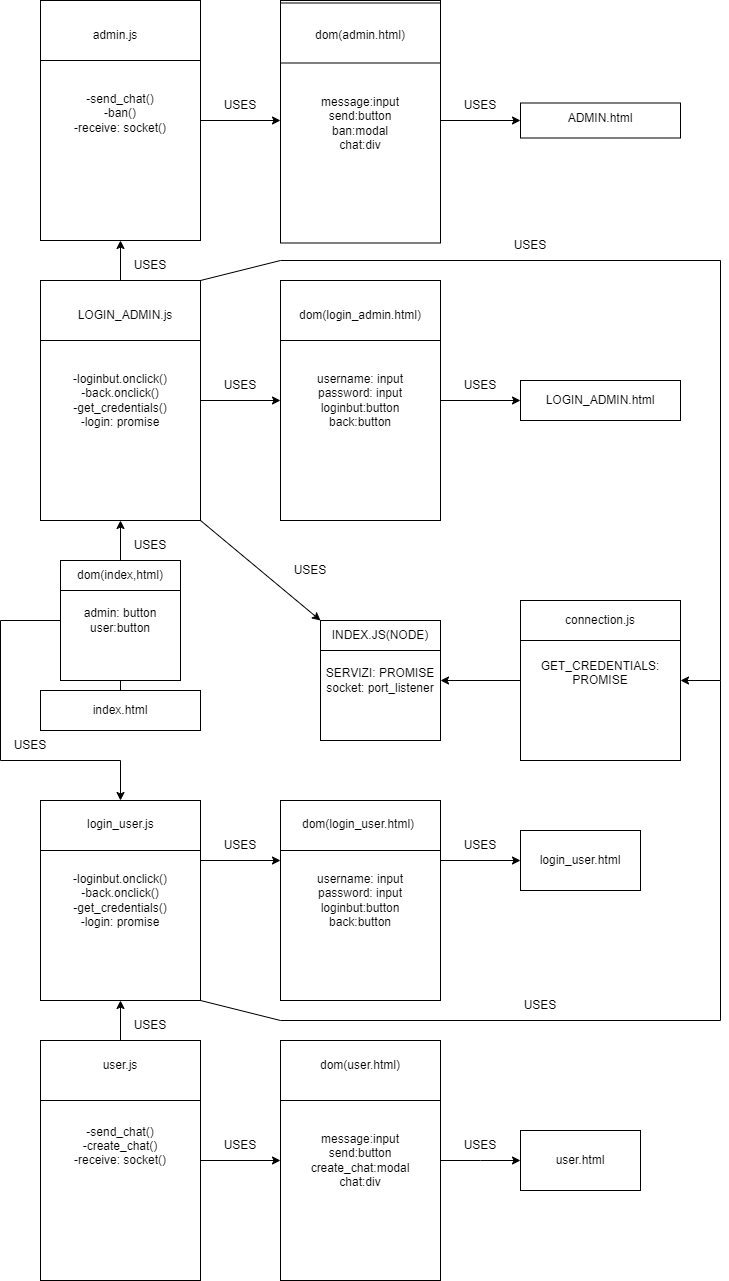 admin.js
-send_chat()
-ban()
-receive: socket()
USES
dom(admin.html)
message:input
send:button
ban:modal
chat:div
USES
ADMIN.html
USES
USES
LOGIN_ADMIN.js
-loginbut.onclick()
-back.onclick()
-get_credentials()
-login: promise
USES
dom(login_admin.html)
username: input
password: input
loginbut:button
back:button
USES
LOGIN_ADMIN.html
USES
dom(index,html)
admin: button
user:button
index.html
USES
USES
INDEX.JS(NODE)
SERVIZI: PROMISE
socket: port_listener
connection.js
GET_CREDENTIALS:
PROMISE
login_user.js
-loginbut.onclick()
-back.onclick()
-get_credentials()
-login: promise
USES
dom(login_user.html)
username: input
password: input
loginbut:button
back:button
USES
login_user.html
USES
USES
user.js
-send_chat()
-create_chat()
-receive: socket()
USES
dom(user.html)
message:input
send:button
create_chat:modal
chat:div
USES
user.html